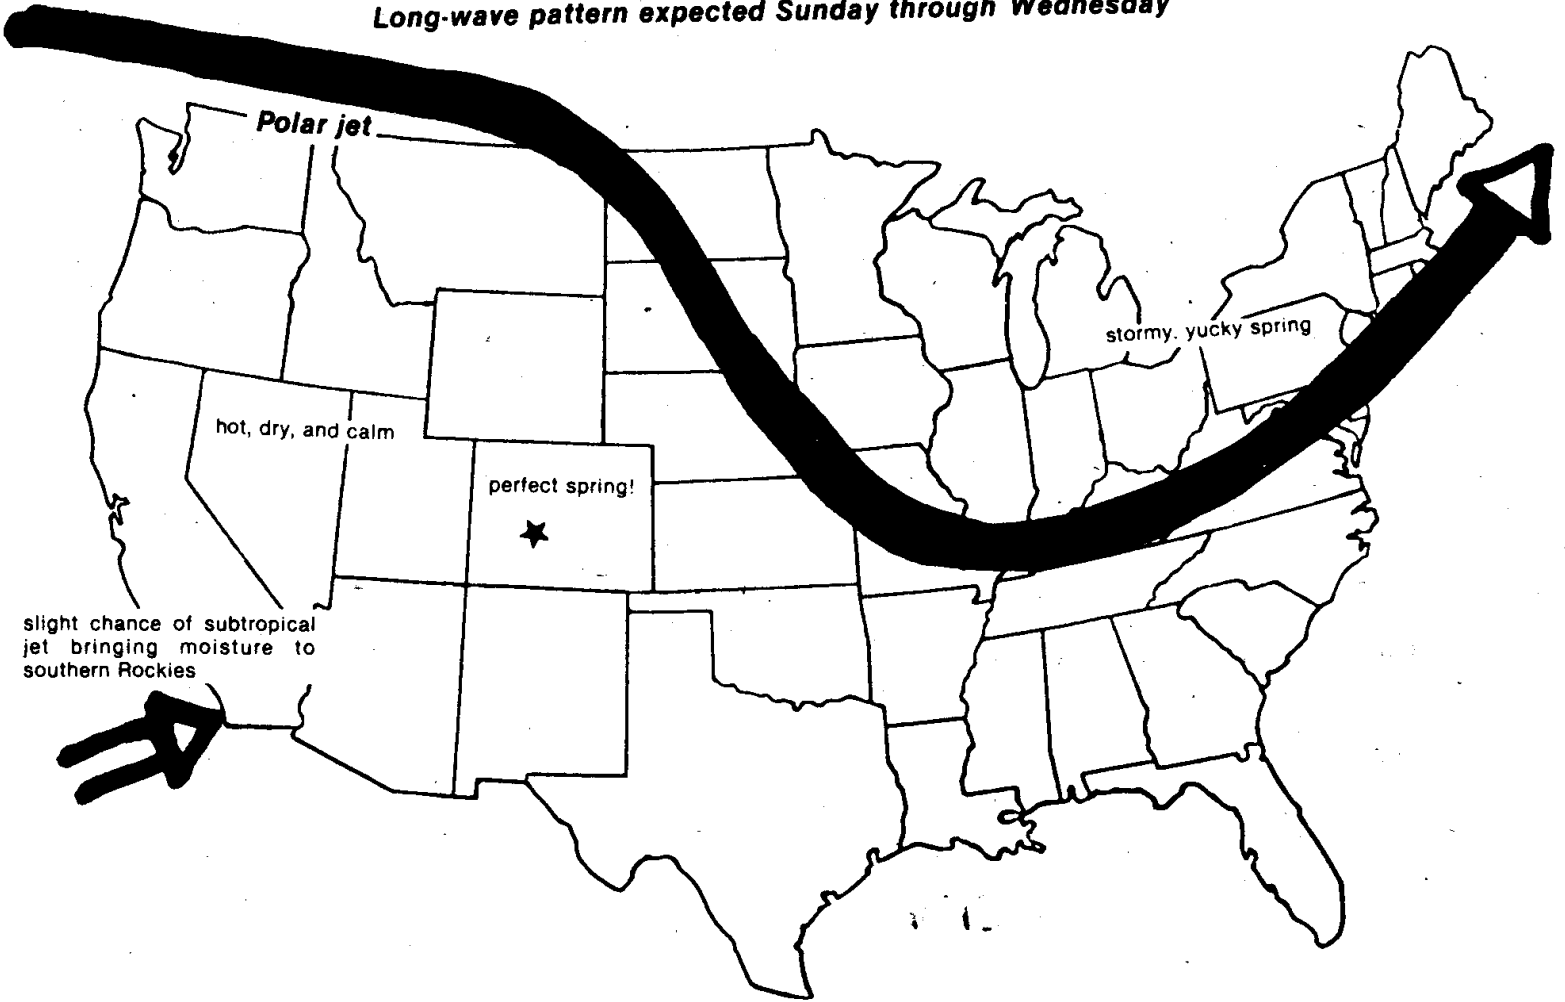 Long-wave pattern expected Sunday through Wednesday
Polar jet
stormy, yucky spring
hot, dry, and calm
perfect spring!
slight chance of subtropical
jet bringing moisture to
southern Rockies